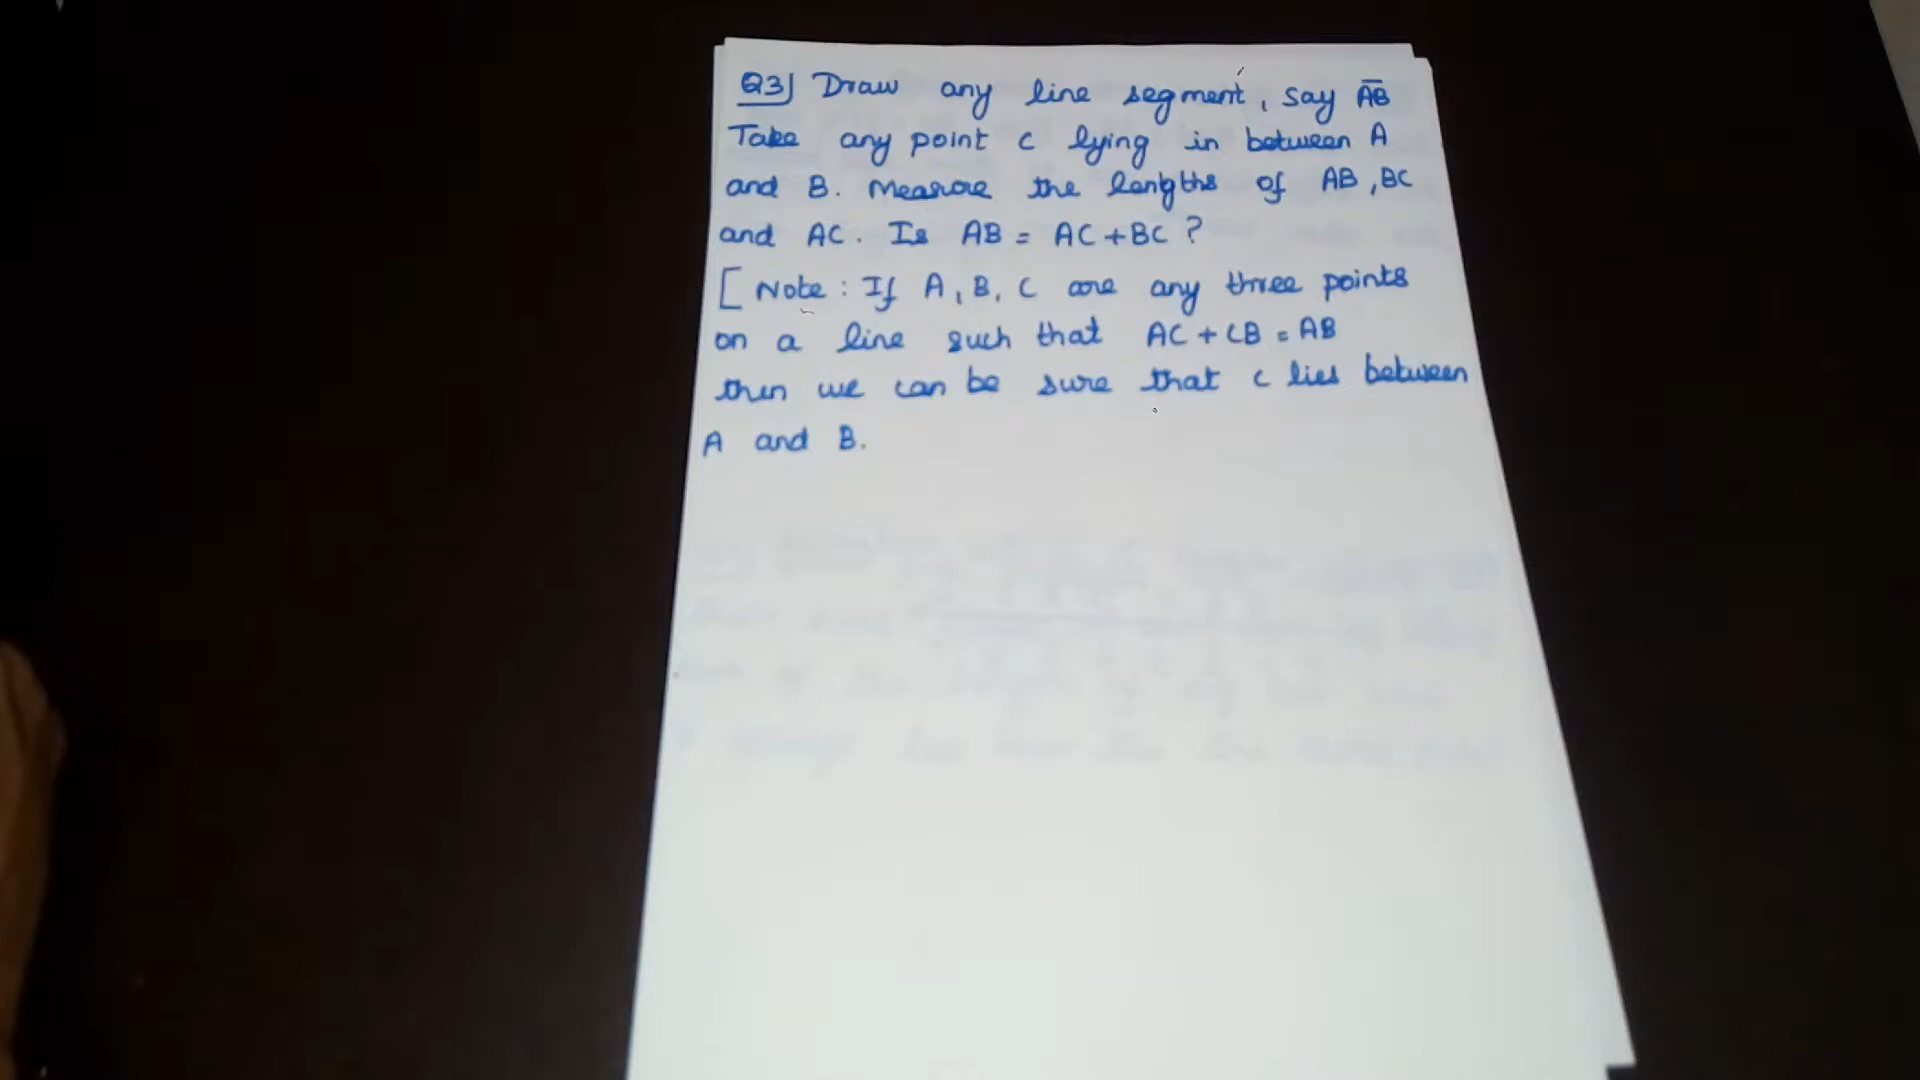 Q3] Draw any line segment, say A̅B̅
Take any point C lying in between A
and B. Measure the lengths of AB, BC
and AC. Is AB = AC + BC ?
[ Note : If A, B, C are any three points
on a line such that AC + CB = AB
then we can be sure that C lies between
A and B.